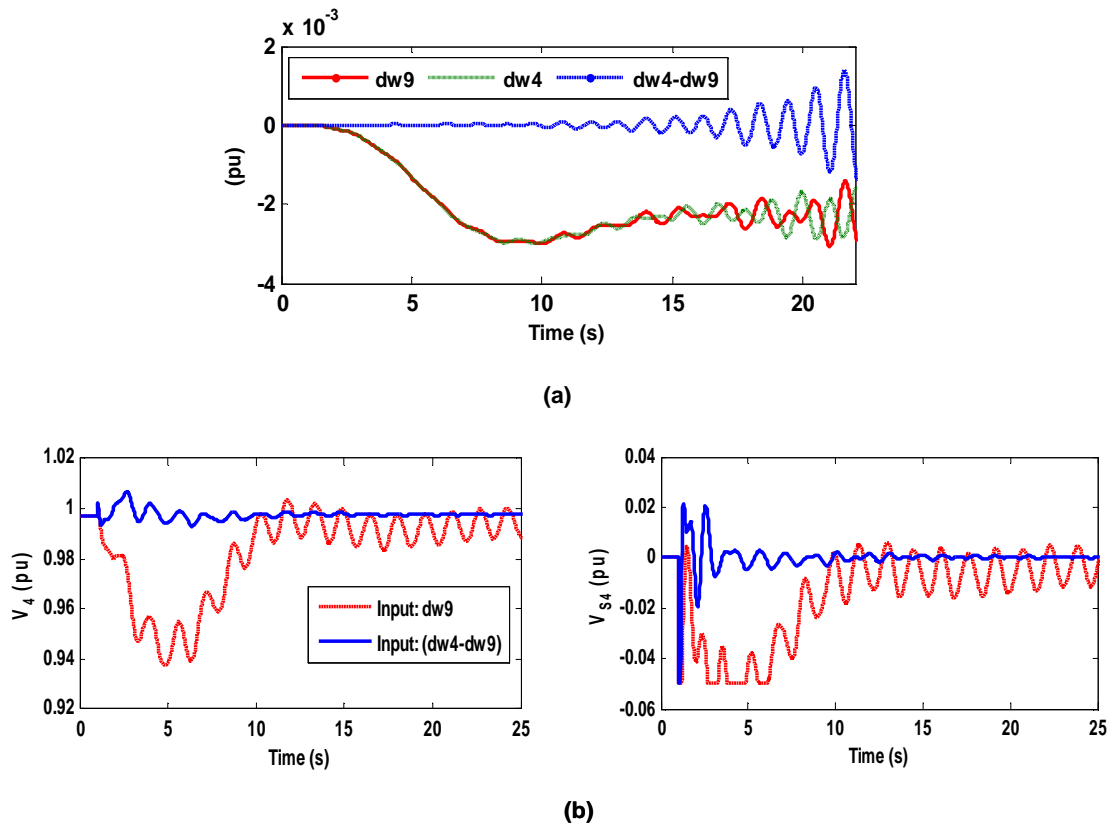 x 10⁻³
2
0
-2
-4
(pu)
dw9 dw4 dw4-dw9
0 5 10 15 20
Time (s)
(a)
1.02
1
0.98
0.96
0.94
0.92
V4 (pu)
Input: dw9
Input: (dw4-dw9)
0 5 10 15 20 25
Time (s)
0.04
0.02
0
-0.02
-0.04
-0.06
VS4 (pu)
0 5 10 15 20 25
Time (s)
(b)